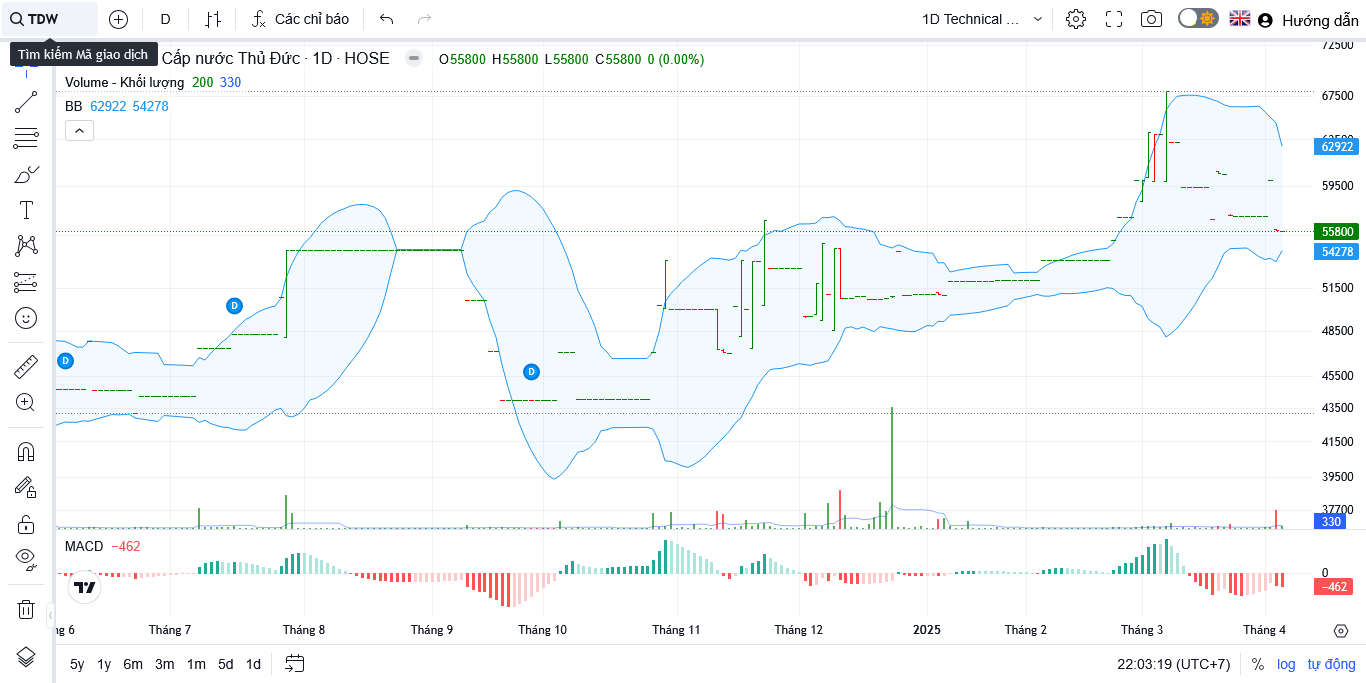 TDW
D
Các chỉ báo
1D Technical ...
Hướng dẫn
Tìm kiếm Mã giao dịch
Cấp nước Thủ Đức · 1D · HOSE
O55800 H55800 L55800 C55800 0 (0.00%)
Volume - Khối lượng 200 330
BB 62922 54278
72500
67500
62922
59500
55800
54278
51500
48500
45500
43500
41500
39500
37700
330
D
D
D
MACD −462
0
−462
Tháng 7
Tháng 8
Tháng 9
Tháng 10
Tháng 11
Tháng 12
2025
Tháng 2
Tháng 3
Tháng 4
5y 1y 6m 3m 1m 5d 1d
22:03:19 (UTC+7)
% log tự động